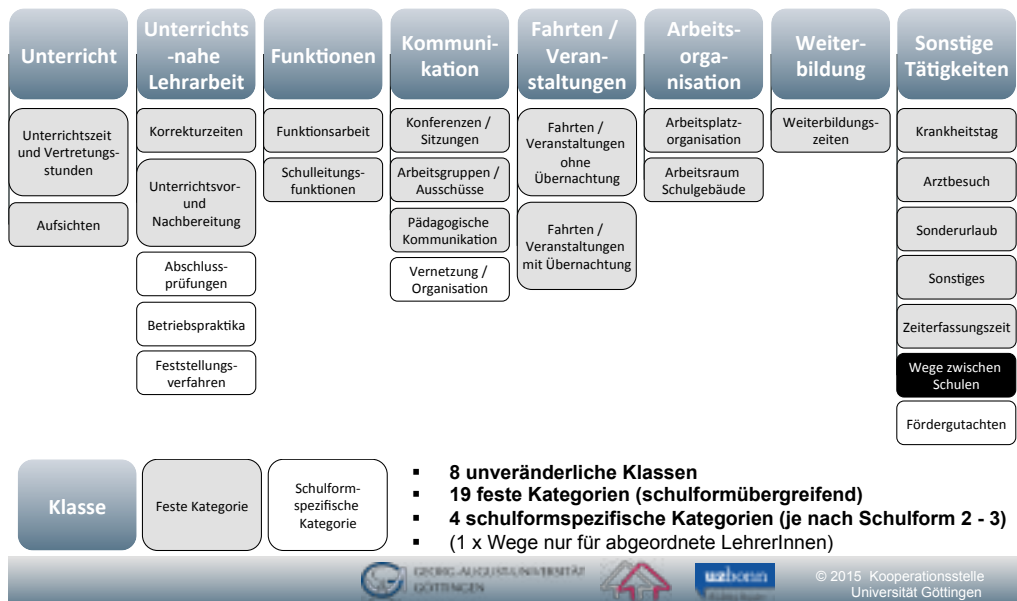 Unterricht
Unterrichts
-nahe
Lehrarbeit
Funktionen
Kommuni-
kation
Fahrten /
Veran-
staltungen
Arbeits-
orga-
nisation
Weiter-
bildung
Sonstige
Tätigkeiten
Unterrichtszeit
und Vertretungs-
stunden
Aufsichten
Korrekturzeiten
Unterrichtsvor-
und
Nachbereitung
Abschluss-
prüfungen
Betriebspraktika
Feststellungs-
verfahren
Funktionsarbeit
Schulleitungs-
funktionen
Konferenzen /
Sitzungen
Arbeitsgruppen /
Ausschüsse
Pädagogische
Kommunikation
Vernetzung /
Organisation
Fahrten /
Veranstaltungen
ohne
Übernachtung
Fahrten /
Veranstaltungen
mit Übernachtung
Arbeitsplatz-
organisation
Arbeitsraum
Schulgebäude
Weiterbildungs-
zeiten
Krankheitstag
Arztbesuch
Sonderurlaub
Sonstiges
Zeiterfassungszeit
Wege zwischen
Schulen
Fördergutachten
Klasse
Feste Kategorie
Schulform-
spezifische
Kategorie
▪ 8 unveränderliche Klassen
▪ 19 feste Kategorien (schulformübergreifend)
▪ 4 schulformspezifische Kategorien (je nach Schulform 2 - 3)
▪ (1 x Wege nur für abgeordnete LehrerInnen)
GEORG-AUGUST-UNIVERSITÄT
GÖTTINGEN
uzbonn
© 2015 Kooperationsstelle
Universität Göttingen